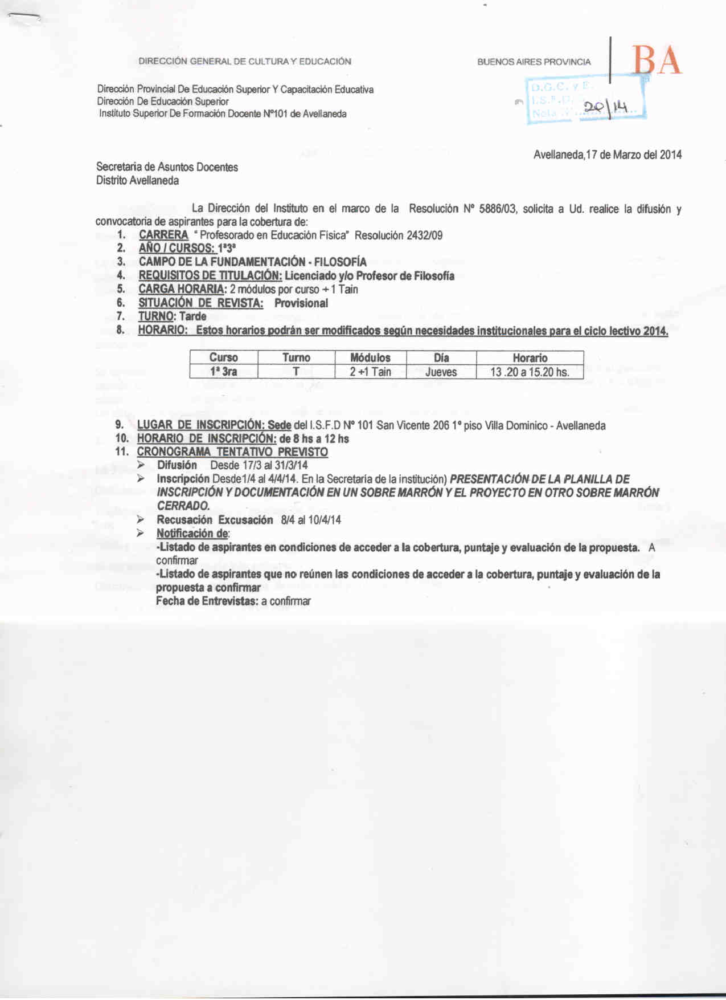 DIRECCIÓN GENERAL DE CULTURA Y EDUCACIÓN
BUENOS AIRES PROVINCIA
BA
Dirección Provincial De Educación Superior Y Capacitación Educativa
Dirección De Educación Superior
Instituto Superior De Formación Docente Nº101 de Avellaneda
D.G.C. y E.
I.S.F.D.
Nota Nº 20/14
Avellaneda,17 de Marzo del 2014
Secretaria de Asuntos Docentes
Distrito Avellaneda
La Dirección del Instituto en el marco de la Resolución Nº 5886/03, solicita a Ud. realice la difusión y
convocatoria de aspirantes para la cobertura de:
1. CARRERA “ Profesorado en Educación Fisica” Resolución 2432/09
2. AÑO / CURSOS: 1ª3ª
3. CAMPO DE LA FUNDAMENTACIÓN - FILOSOFÍA
4. REQUISITOS DE TITULACIÓN: Licenciado y/o Profesor de Filosofía
5. CARGA HORARIA: 2 módulos por curso + 1 Tain
6. SITUACIÓN DE REVISTA: Provisional
7. TURNO: Tarde
8. HORARIO: Estos horarios podrán ser modificados según necesidades institucionales para el ciclo lectivo 2014.
Curso Turno Módulos Día Horario
1ª 3ra T 2 +1 Tain Jueves 13 .20 a 15.20 hs.
9. LUGAR DE INSCRIPCIÓN: Sede del I.S.F.D Nº 101 San Vicente 206 1º piso Villa Dominico - Avellaneda
10. HORARIO DE INSCRIPCIÓN: de 8 hs a 12 hs
11. CRONOGRAMA TENTATIVO PREVISTO
➢ Difusión Desde 17/3 al 31/3/14
➢ Inscripción Desde1/4 al 4/4/14. En la Secretaria de la institución) PRESENTACIÓN DE LA PLANILLA DE
INSCRIPCIÓN Y DOCUMENTACIÓN EN UN SOBRE MARRÓN Y EL PROYECTO EN OTRO SOBRE MARRÓN
CERRADO.
➢ Recusación Excusación 8/4 al 10/4/14
➢ Notificación de:
-Listado de aspirantes en condiciones de acceder a la cobertura, puntaje y evaluación de la propuesta. A
confirmar
-Listado de aspirantes que no reúnen las condiciones de acceder a la cobertura, puntaje y evaluación de la
propuesta a confirmar
Fecha de Entrevistas: a confirmar